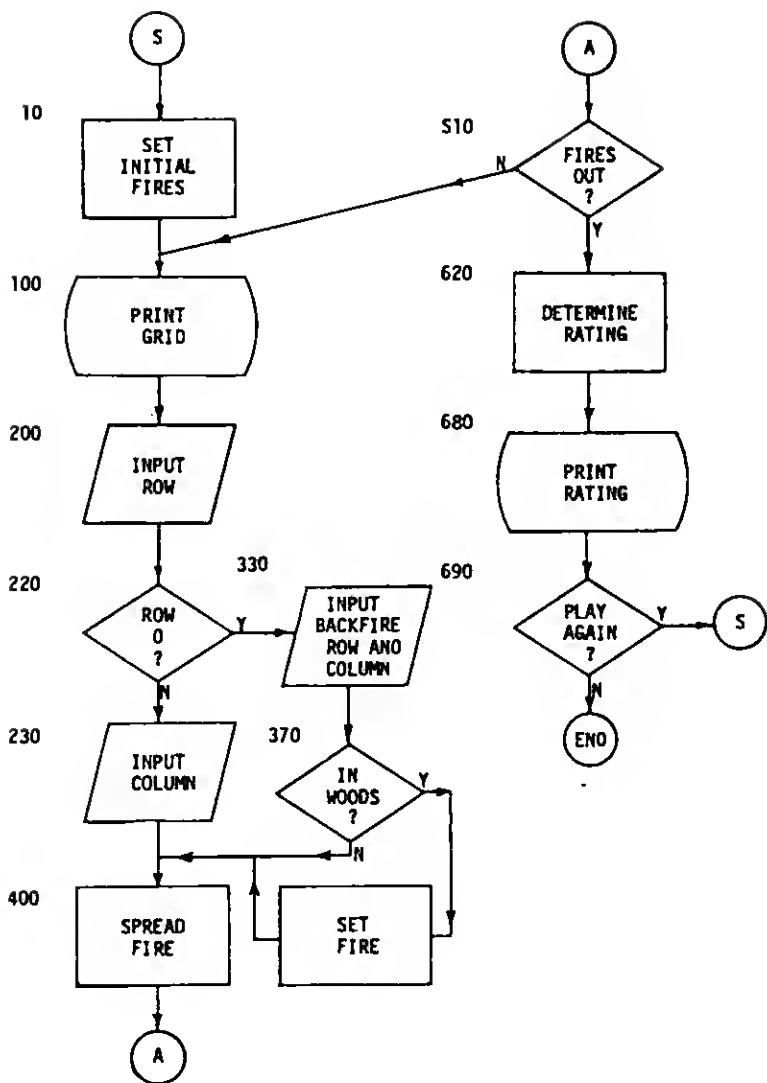 S
10
SET
INITIAL
FIRES
100
PRINT
GRID
200
INPUT
ROW
220
ROW
0
?
Y
N
330
INPUT
BACKFIRE
ROW ANO
COLUMN
230
INPUT
COLUMN
370
IN
WOODS
?
Y
N
400
SPREAD
FIRE
SET
FIRE
A
A
S10
FIRES
OUT
?
N
Y
620
DETERMINE
RATING
680
PRINT
RATING
690
PLAY
AGAIN
?
Y
S
N
ENO